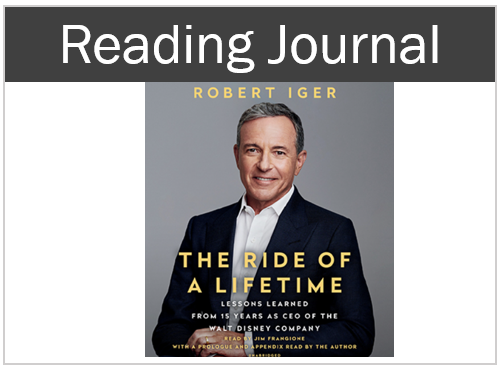 Reading Journal
ROBERT IGER
THE RIDE OF
A LIFETIME
LESSONS LEARNED
FROM 15 YEARS AS CEO OF THE
WALT DISNEY COMPANY
READ BY JIM FRANGIONE
WITH A PROLOGUE AND APPENDIX READ BY THE AUTHOR
UNABRIDGED